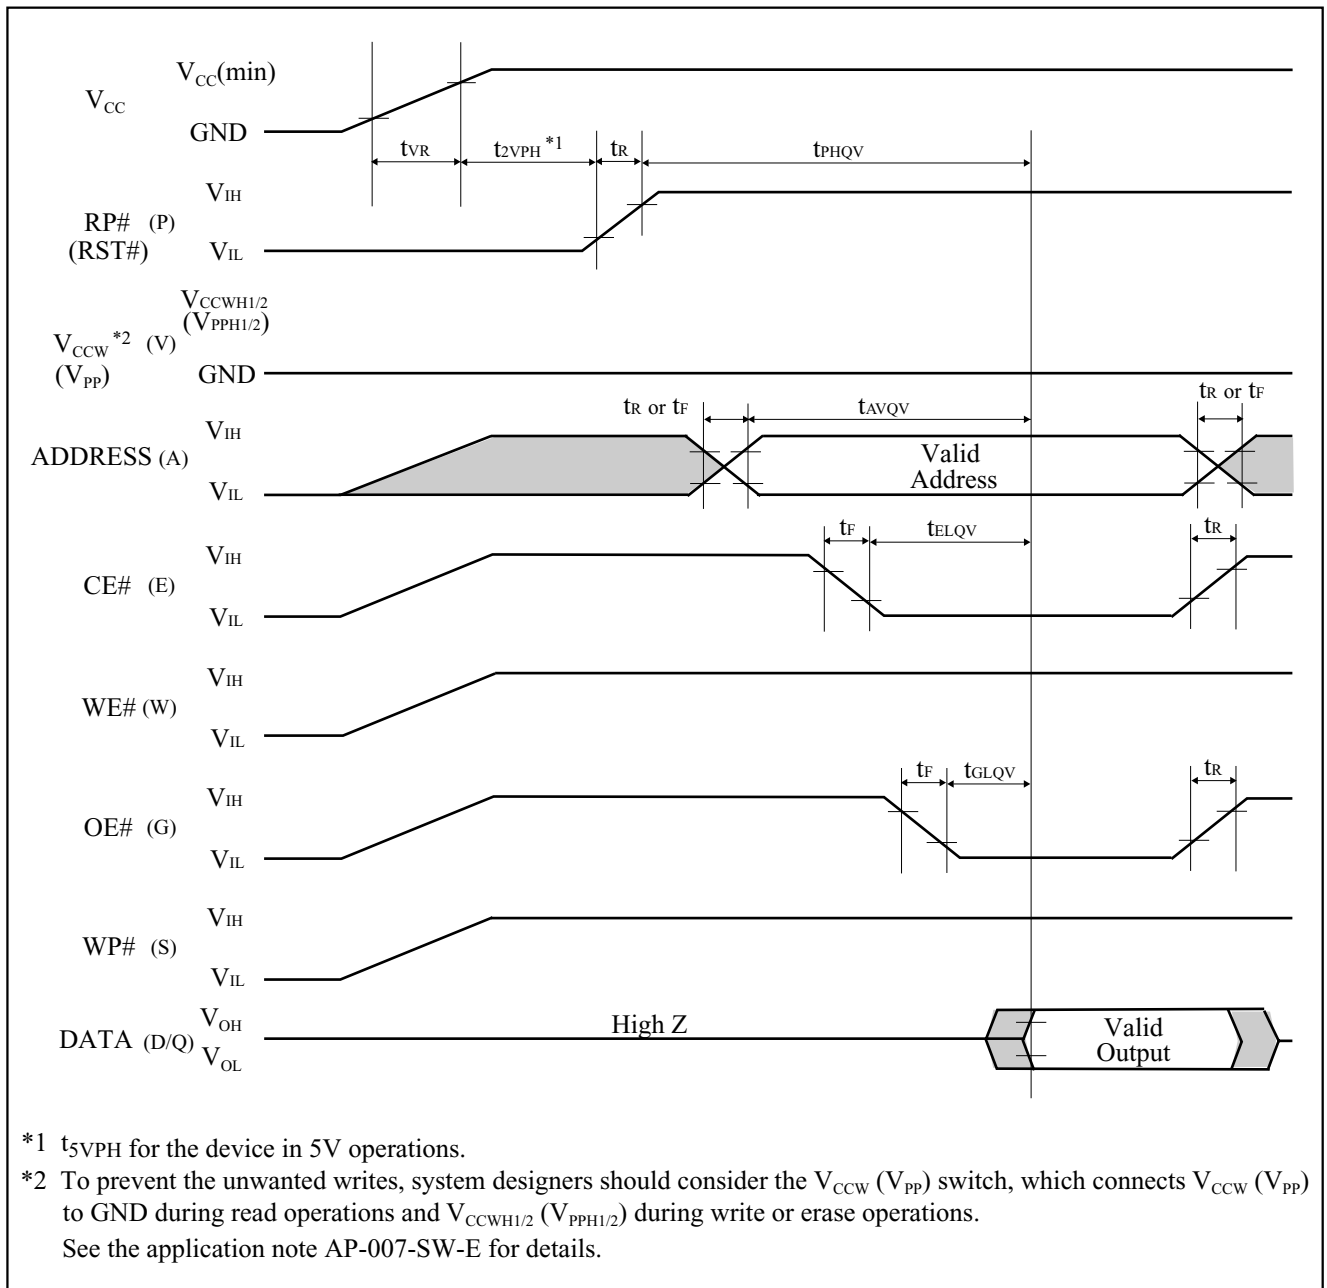 VCC(min)
VCC
GND
tVR t2VPH *1 tR tPHQV
VIH
RP# (P)
(RST#)
VIL
VCCWH1/2
(VPPH1/2)
VCCW *2 (V)
(VPP)
GND
tR or tF tAVQV tR or tF
VIH
ADDRESS (A)
Valid
Address
VIL
tF tELQV tR
VIH
CE# (E)
VIL
VIH
WE# (W)
VIL
tF tGLQV tR
VIH
OE# (G)
VIL
VIH
WP# (S)
VIL
VOH
High Z
DATA (D/Q)
Valid
Output
VOL
*1 t5VPH for the device in 5V operations.
*2 To prevent the unwanted writes, system designers should consider the VCCW (VPP) switch, which connects VCCW (VPP)
to GND during read operations and VCCWH1/2 (VPPH1/2) during write or erase operations.
See the application note AP-007-SW-E for details.